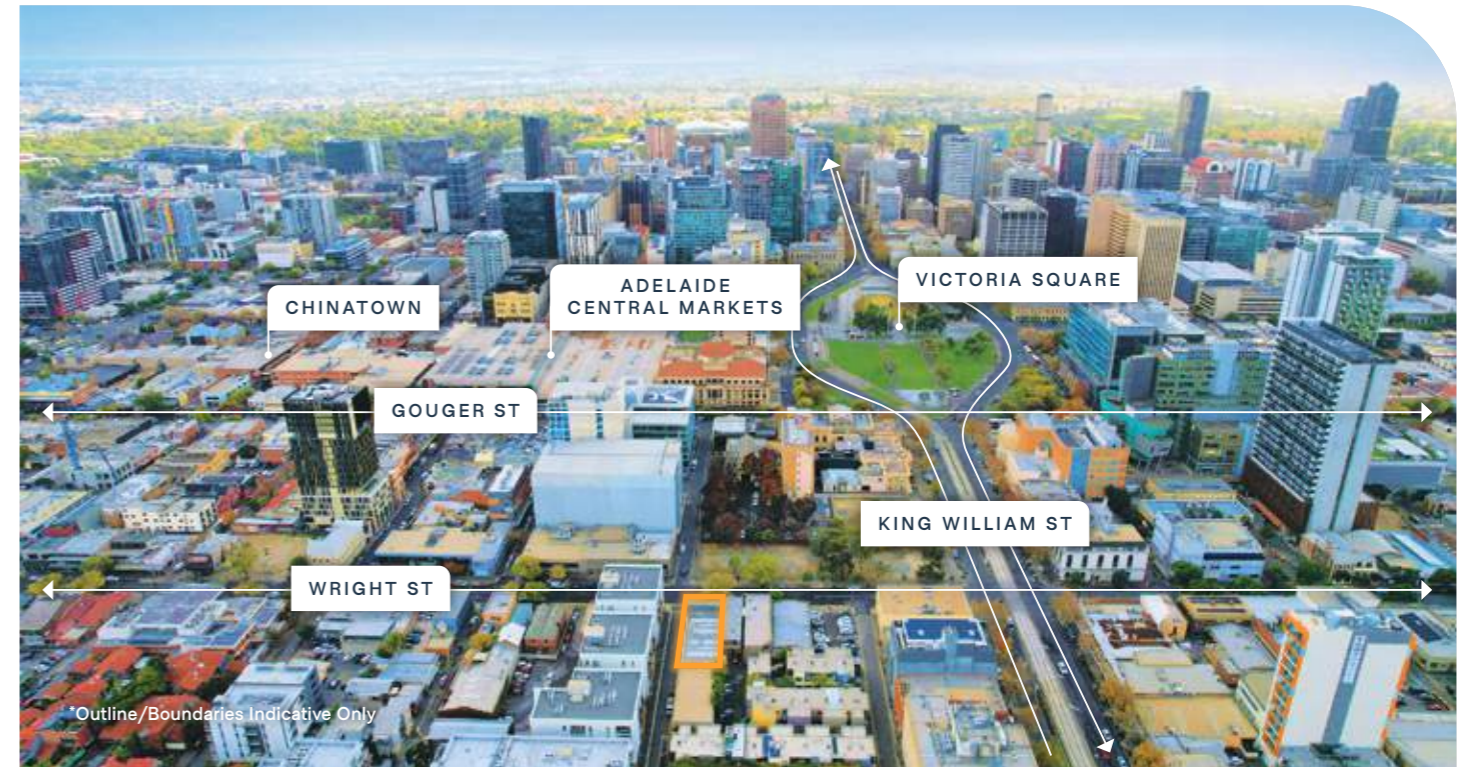 CHINATOWN
ADELAIDE
CENTRAL MARKETS
VICTORIA SQUARE
GOUGER ST
KING WILLIAM ST
WRIGHT ST
*Outline/Boundaries Indicative Only